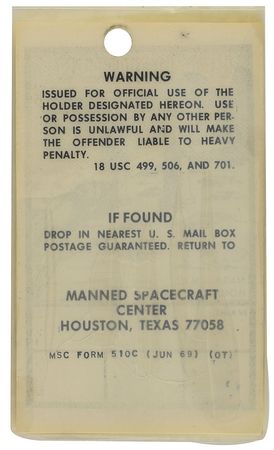 WARNING
ISSUED FOR OFFICIAL USE OF THE
HOLDER DESIGNATED HEREON. USE
OR POSSESSION BY ANY OTHER PER-
SON IS UNLAWFUL AND WILL MAKE
THE OFFENDER LIABLE TO HEAVY
PENALTY.
18 USC 499, 506, AND 701.
IF FOUND
DROP IN NEAREST U. S. MAIL BOX
POSTAGE GUARANTEED. RETURN TO
MANNED SPACECRAFT
CENTER
HOUSTON, TEXAS 77058
MSC FORM 510C (JUN 69) (OT)